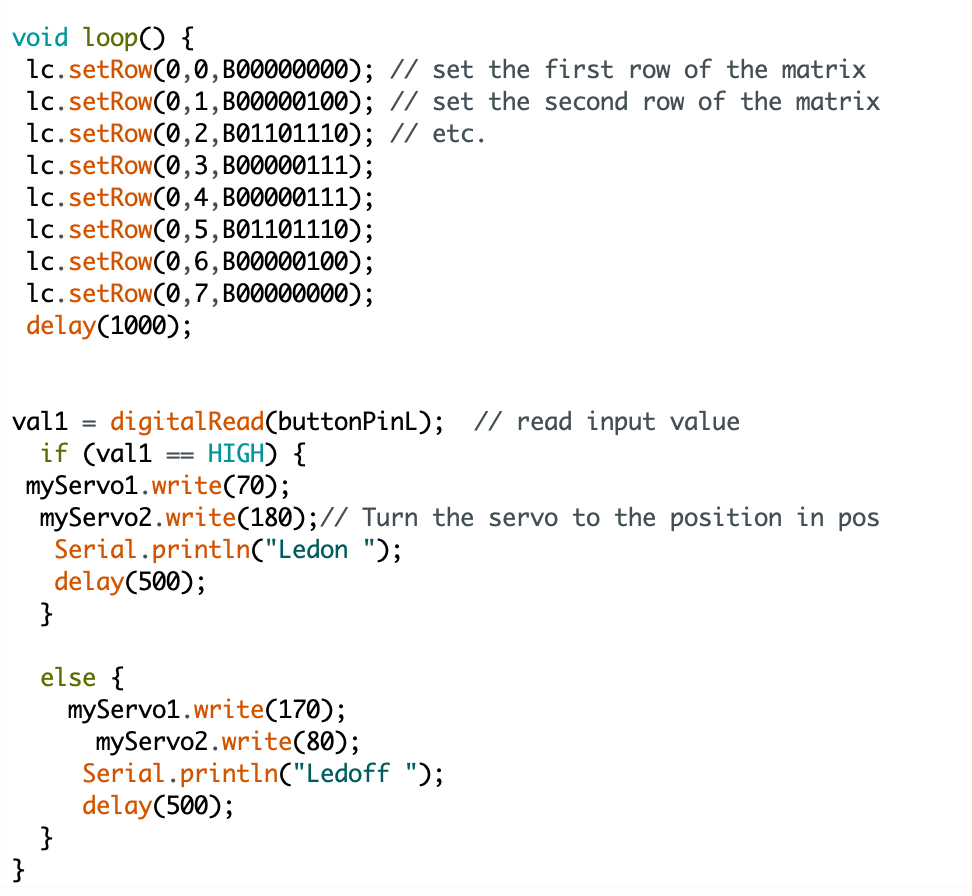 void loop() {
 lc.setRow(0,0,B00000000); // set the first row of the matrix
 lc.setRow(0,1,B00000100); // set the second row of the matrix
 lc.setRow(0,2,B01101110); // etc.
 lc.setRow(0,3,B00000111);
 lc.setRow(0,4,B00000111);
 lc.setRow(0,5,B01101110);
 lc.setRow(0,6,B00000100);
 lc.setRow(0,7,B00000000);
 delay(1000);
val1 = digitalRead(buttonPinL);  // read input value
  if (val1 == HIGH) {
 myServo1.write(70);
  myServo2.write(180);// Turn the servo to the position in pos
   Serial.println("Ledon ");
   delay(500);
  }
  else {
    myServo1.write(170);
      myServo2.write(80);
     Serial.println("Ledoff ");
     delay(500);
  }
}